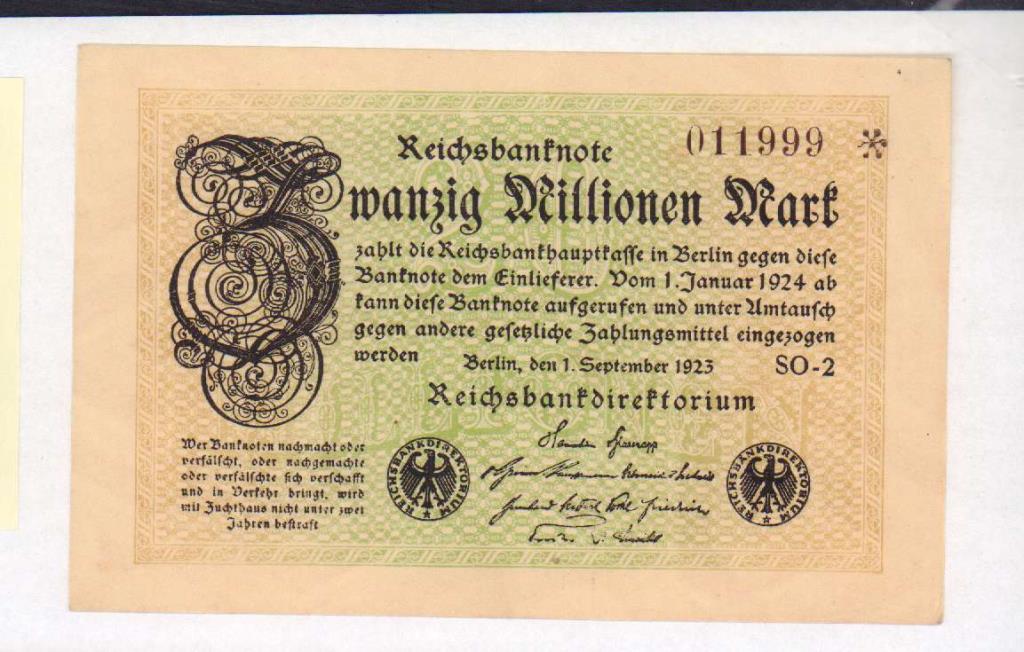 Reichsbanknote
011999 *
Zwanzig Millionen Mark
zahlt die Reichsbankhauptkasse in Berlin gegen diese
Banknote dem Einlieferer. Vom 1. Januar 1924 ab
kann diese Banknote aufgerufen und unter Umtausch
gegen andere gesetzliche Zahlungsmittel eingezogen
werden
Berlin, den 1. September 1923
SO-2
Reichsbankdirektorium
Wer Banknoten nachmacht oder
verfälscht, oder nachgemachte
oder verfälschte sich verschafft
und in Verkehr bringt, wird
mit Zuchthaus nicht unter zwei
Jahren bestraft
REICHSBANKDIREKTORIUM
REICHSBANKDIREKTORIUM